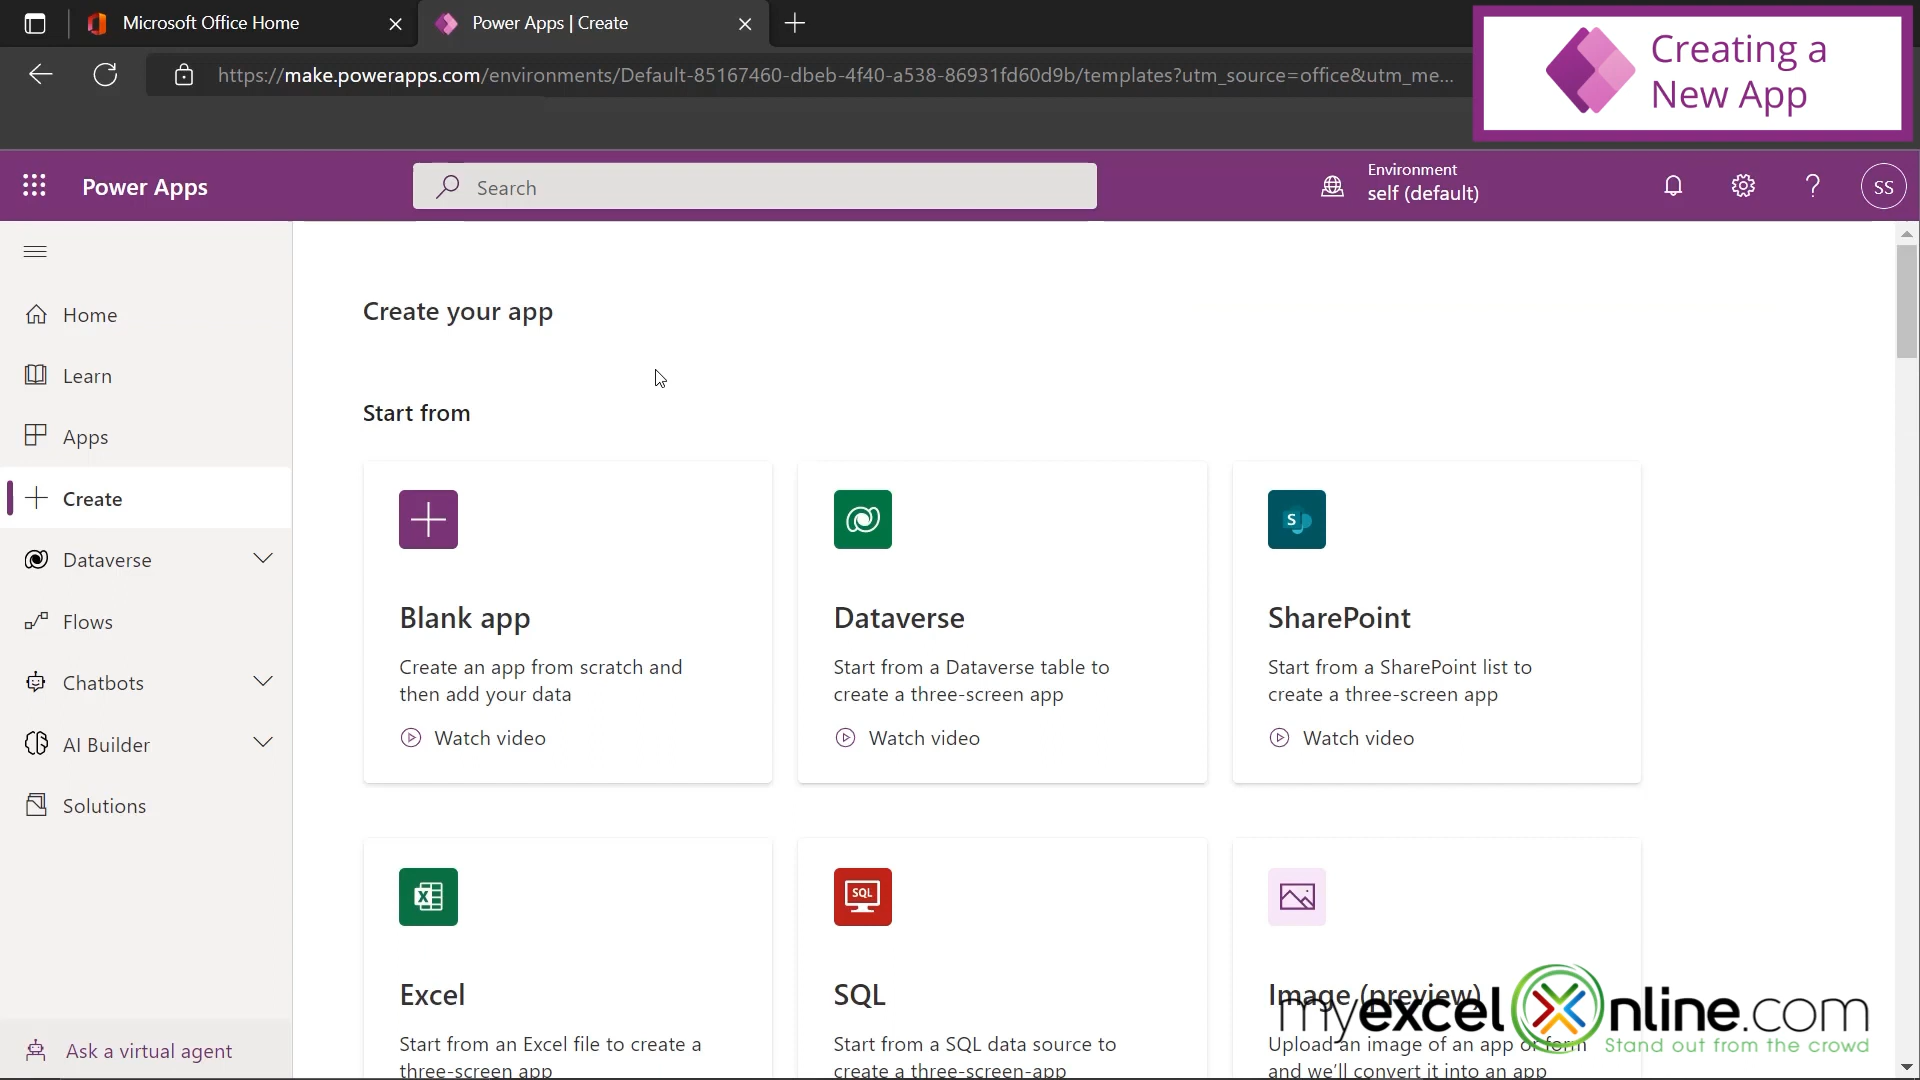 Microsoft Office Home
Power Apps | Create
https://make.powerapps.com/environments/Default-85167460-dbeb-4f40-a538-86931fd60d9b/templates?utm_source=office&utm_me...
Creating a
New App
Power Apps
Search
Environment
self (default)
?
SS
Home
Learn
Apps
Create
Dataverse
Flows
Chatbots
AI Builder
Solutions
Ask a virtual agent
Create your app
Start from
Blank app
Create an app from scratch and
then add your data
Watch video
Dataverse
Start from a Dataverse table to
create a three-screen app
Watch video
SharePoint
Start from a SharePoint list to
create a three-screen app
Watch video
Excel
Start from an Excel file to create a
three-screen app
SQL
SQL
Start from a SQL data source to
create a three-screen-app
Image (preview)
Upload an image of an app or form
and we'll convert it into an app
myexcelXnline.com
Stand out from the crowd